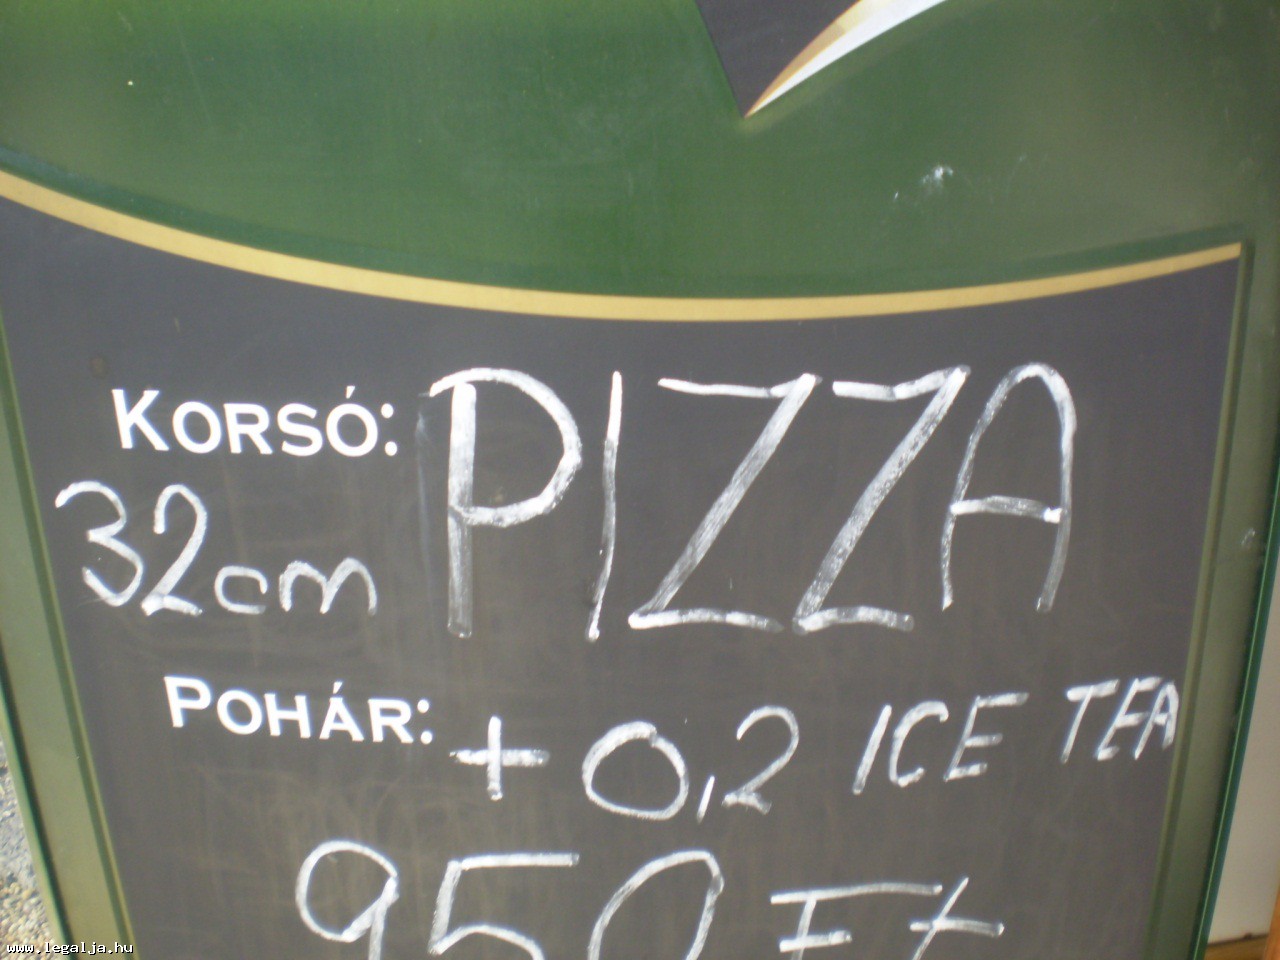 KORSÓ: PIZZA
32cm
POHÁR: + 0,2 ICE TEA
950 Ft
www.legalja.hu